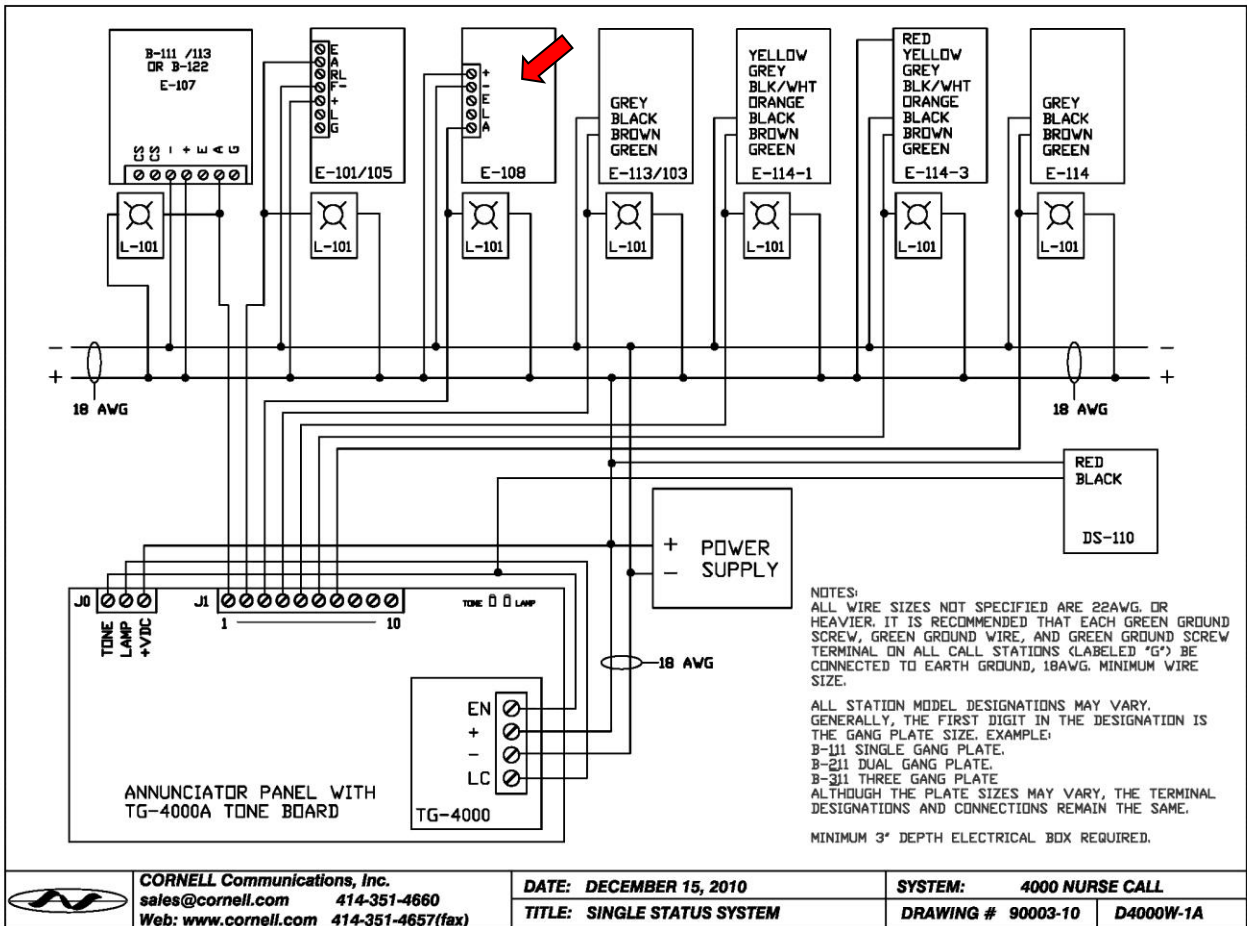 B-111 /113
OR B-122
E-107
CS CS - + E A G
L-101
E
A
RL
F-
+
L
G
E-101/105
L-101
+
-
E
L
A
E-108
L-101
GREY
BLACK
BROWN
GREEN
E-113/103
L-101
YELLOW
GREY
BLK/WHT
ORANGE
BLACK
BROWN
GREEN
E-114-1
L-101
RED
YELLOW
GREY
BLK/WHT
ORANGE
BLACK
BROWN
GREEN
E-114-3
L-101
GREY
BLACK
BROWN
GREEN
E-114
L-101
- -
+ +
18 AWG
18 AWG
RED
BLACK
DS-110
+ POWER
- SUPPLY
18 AWG
J0
TONE
LAMP
+VDC
J1
1 10
TONE LAMP
EN
+
-
LC
TG-4000
ANNUNCIATOR PANEL WITH
TG-4000A TONE BOARD
NOTES:
ALL WIRE SIZES NOT SPECIFIED ARE 22AWG. OR
HEAVIER. IT IS RECOMMENDED THAT EACH GREEN GROUND
SCREW, GREEN GROUND WIRE, AND GREEN GROUND SCREW
TERMINAL ON ALL CALL STATIONS (LABELED "G") BE
CONNECTED TO EARTH GROUND, 18AWG. MINIMUM WIRE
SIZE.
ALL STATION MODEL DESIGNATIONS MAY VARY.
GENERALLY, THE FIRST DIGIT IN THE DESIGNATION IS
THE GANG PLATE SIZE. EXAMPLE:
B-111 SINGLE GANG PLATE.
B-211 DUAL GANG PLATE.
B-311 THREE GANG PLATE
ALTHOUGH THE PLATE SIZES MAY VARY, THE TERMINAL
DESIGNATIONS AND CONNECTIONS REMAIN THE SAME.
MINIMUM 3" DEPTH ELECTRICAL BOX REQUIRED.
CORNELL Communications, Inc.
sales@cornell.com 414-351-4660
Web: www.cornell.com 414-351-4657(fax)
DATE: DECEMBER 15, 2010
TITLE: SINGLE STATUS SYSTEM
SYSTEM: 4000 NURSE CALL
DRAWING # 90003-10 D4000W-1A